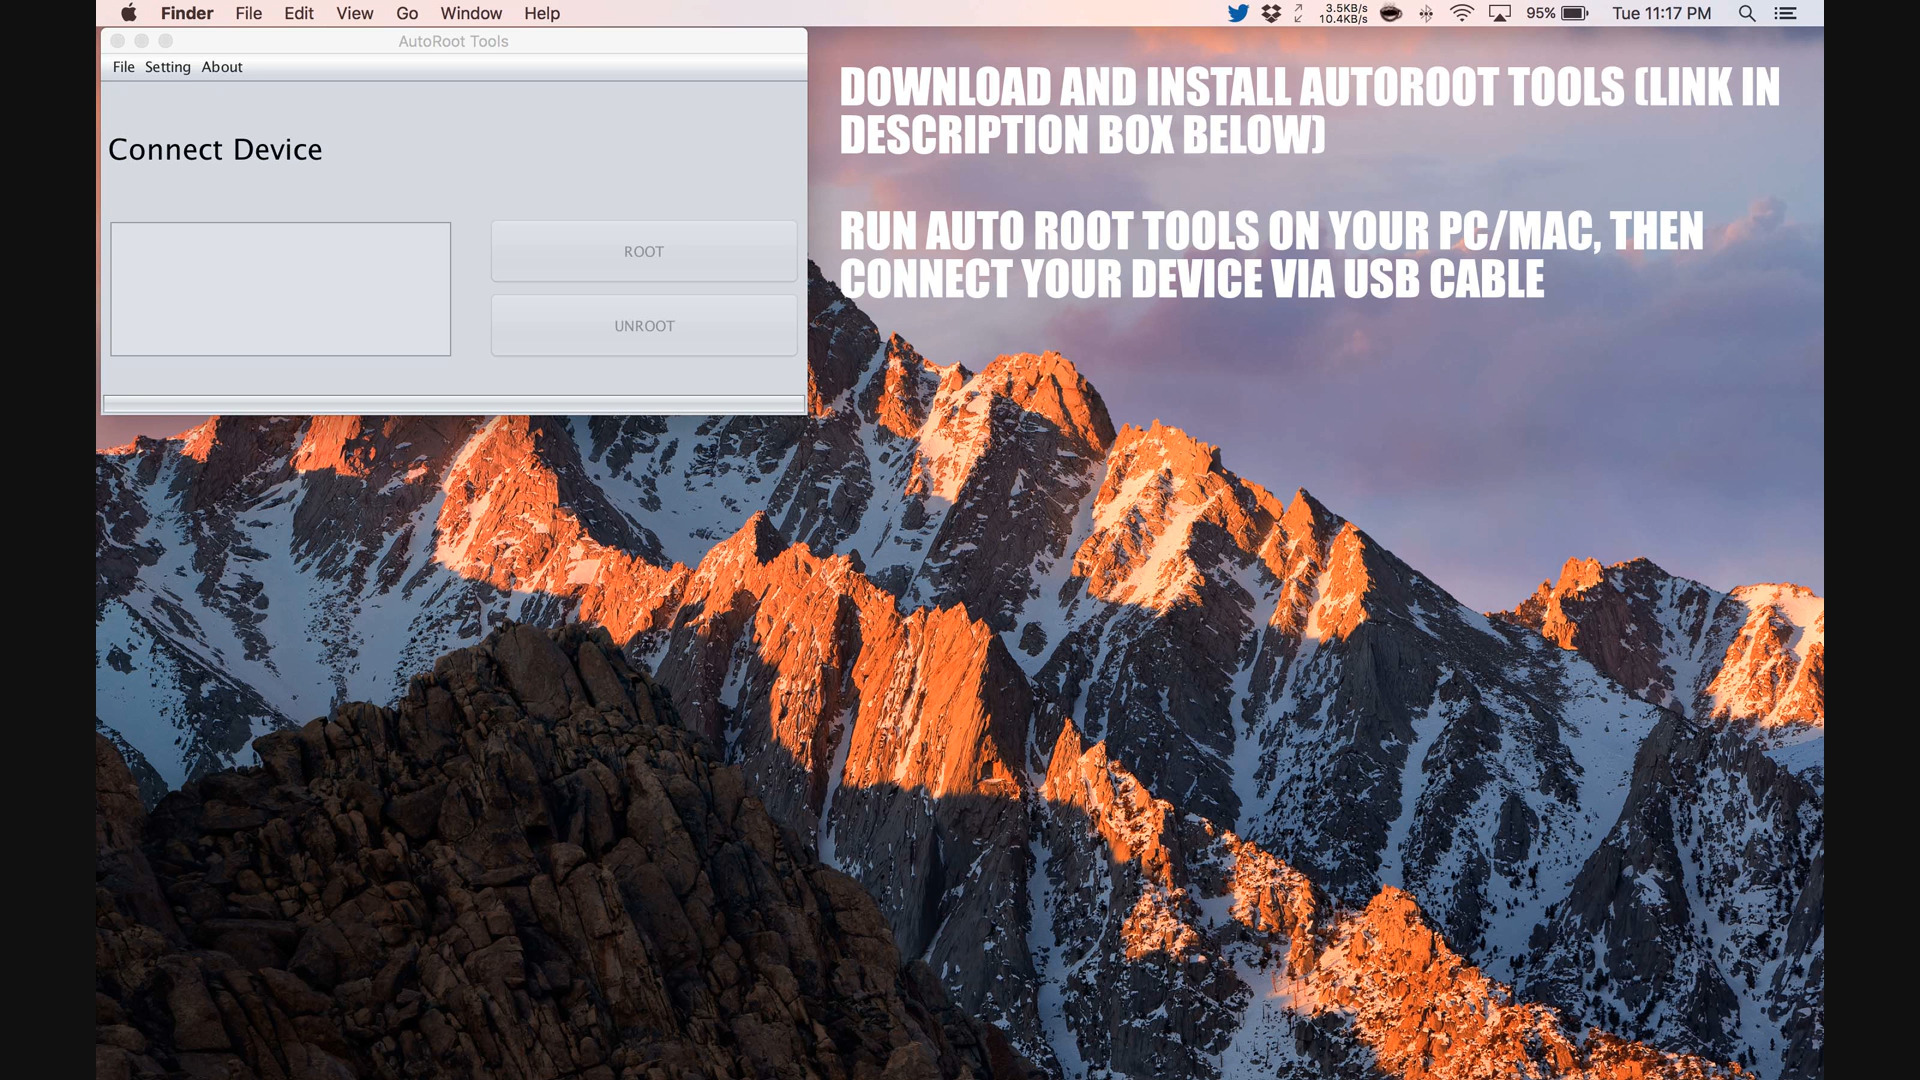 Finder File Edit View Go Window Help 3.5KB/s 10.4KB/s 95% Tue 11:17 PM
AutoRoot Tools
File Setting About
Connect Device
ROOT
UNROOT
DOWNLOAD AND INSTALL AUTOROOT TOOLS (LINK IN
DESCRIPTION BOX BELOW)
RUN AUTO ROOT TOOLS ON YOUR PC/MAC, THEN
CONNECT YOUR DEVICE VIA USB CABLE